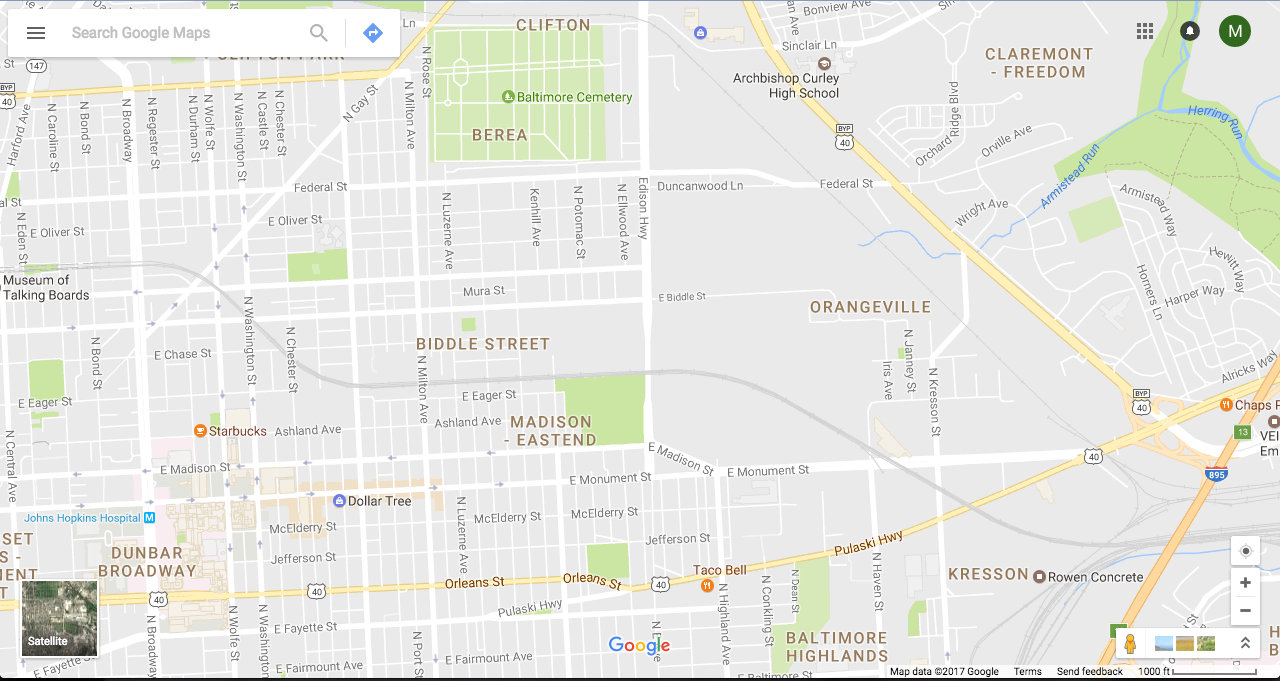 Search Google Maps
Ln
CLIFTON
Bonview Ave
Sinclair Ln
M
CLAREMONT
- FREEDOM
Archbishop Curley
High School
CLIFTON PARK
147
BYP
40
N Rose St
N Milton Ave
N Gay St
Baltimore Cemetery
BEREA
BYP
40
Ridge Blvd
Orchard
Orville Ave
Herring Run
Armistead Run
Harford Ave
N Caroline St
N Bond St
N Broadway
N Regester St
N Durham St
N Wolfe St
N Washington St
N Castle St
N Chester St
Federal St
Duncanwood Ln
Federal St
Armistead Way
al St
N Eden St
E Oliver St
E Oliver St
N Luzerne Ave
Kenhill Ave
N Potomac St
N Ellwood Ave
Edison Hwy
Wright Ave
Hewitt Way
Horners Ln
Harper Way
Museum of
Talking Boards
Mura St
E Biddle St
ORANGEVILLE
N Washington St
N Chester St
N Bond St
E Chase St
BIDDLE STREET
N Milton Ave
N Janney St
Iris Ave
N Kresson St
Alricks Way
E Eager St
E Eager St
BYP
40
Chaps P
Starbucks
Ashland Ave
Ashland Ave
MADISON
- EASTEND
13
VEI
Em
N Central Ave
E Madison St
E Madison St
E Monument St
E Monument St
40
895
Dollar Tree
N Luzerne Ave
Johns Hopkins Hospital
M
McElderry St
McElderry St
McElderry St
SET
S -
MENT
T
DUNBAR
BROADWAY
Jefferson St
Jefferson St
Pulaski Hwy
Taco Bell
Orleans St
Orleans St
40
40
40
N Haven St
KRESSON
Rowen Concrete
Satellite
N Broadway
N Wolfe St
N Washington St
E Fayette St
Pulaski Hwy
N Highland Ave
N Conkling St
N Dean St
E Fayette St
E Fairmount Ave
N Port St
E Fairmount Ave
Google
BALTIMORE
HIGHLANDS
H
B
Map data ©2017 Google
Terms
Send feedback
1000 ft